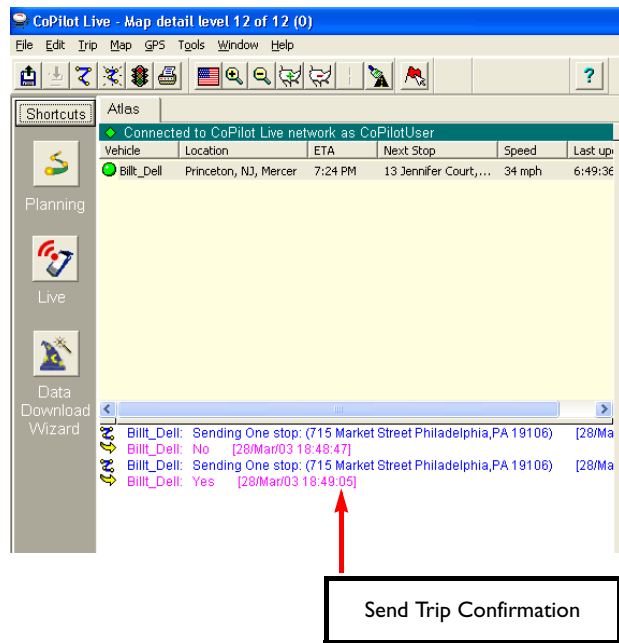 CoPilot Live - Map detail level 12 of 12 (0)
File Edit Trip Map GPS Tools Window Help
?
Shortcuts
Atlas
Connected to CoPilot Live network as CoPilotUser
Vehicle Location ETA Next Stop Speed Last up
Billt_Dell Princeton, NJ, Mercer 7:24 PM 13 Jennifer Court,... 34 mph 6:49:36
Planning
Live
Data
Download
Wizard
Billt_Dell: Sending One stop: (715 Market Street Philadelphia,PA 19106) [28/Ma
Billt_Dell: No [28/Mar/03 18:48:47]
Billt_Dell: Sending One stop: (715 Market Street Philadelphia,PA 19106) [28/Ma
Billt_Dell: Yes [28/Mar/03 18:49:05]
Send Trip Confirmation